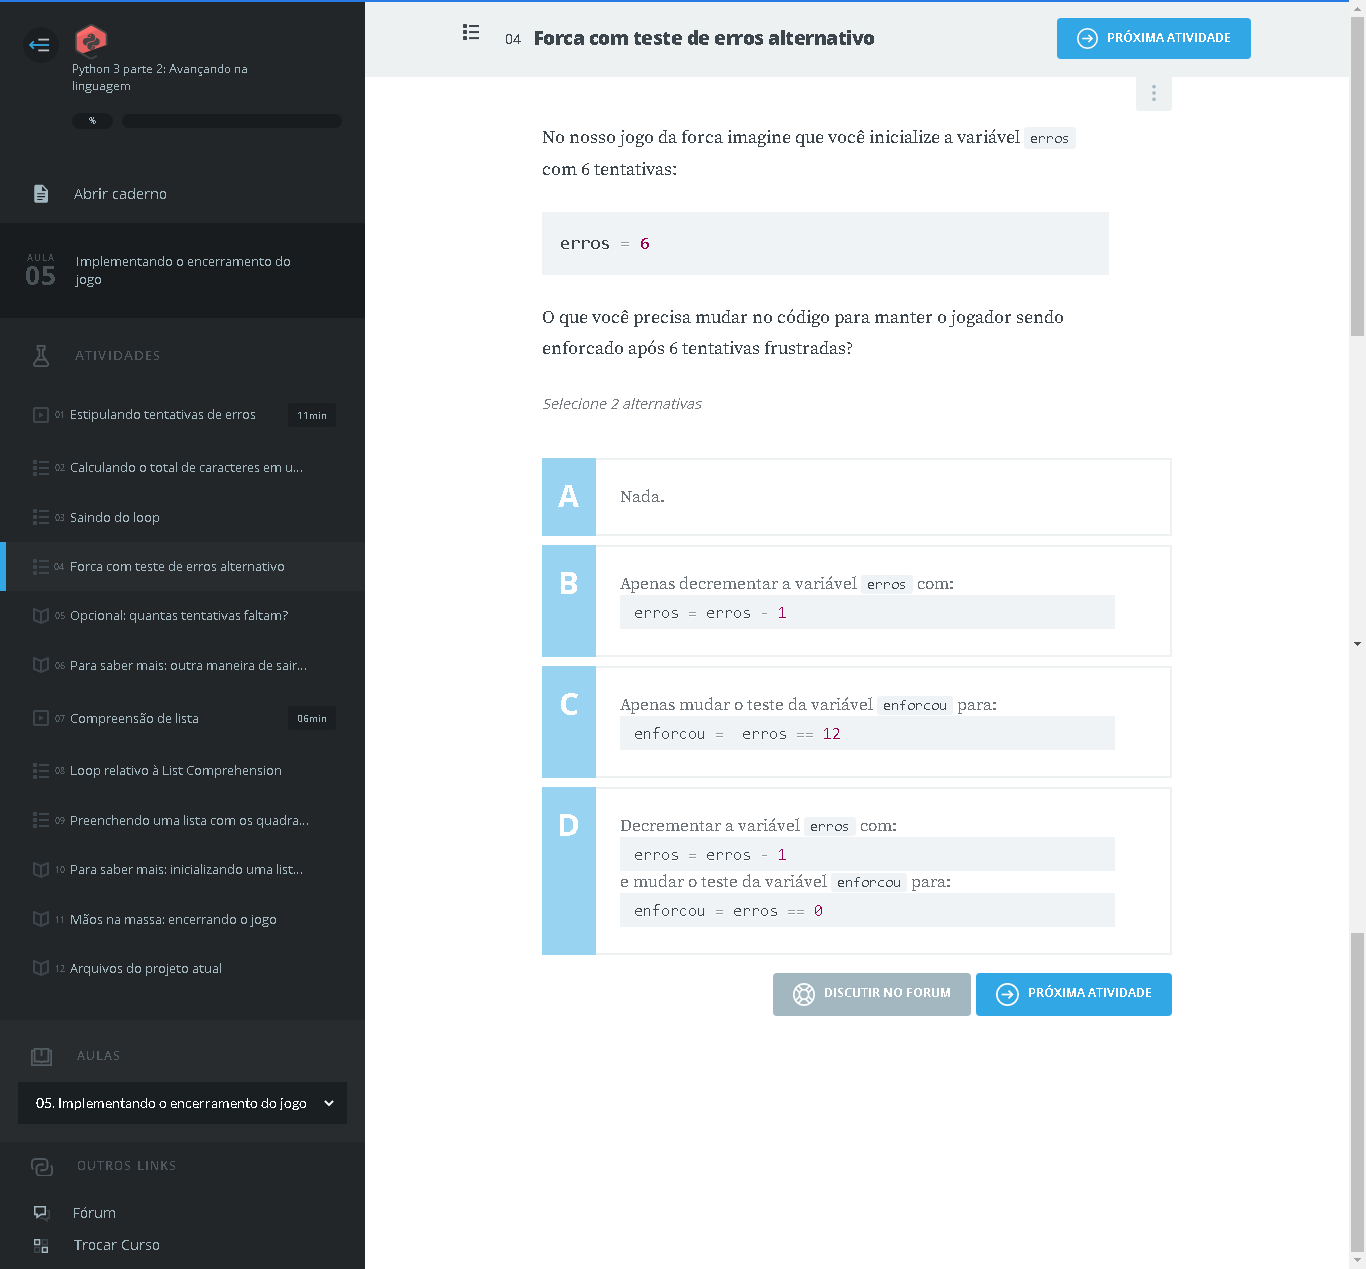 Python 3 parte 2: Avançando na
linguagem
%
Abrir caderno
AULA
05
Implementando o encerramento do
jogo
ATIVIDADES
01 Estipulando tentativas de erros 11min
02 Calculando o total de caracteres em u...
03 Saindo do loop
04 Forca com teste de erros alternativo
05 Opcional: quantas tentativas faltam?
06 Para saber mais: outra maneira de sair...
07 Compreensão de lista 06min
08 Loop relativo à List Comprehension
09 Preenchendo uma lista com os quadra...
10 Para saber mais: inicializando uma list...
11 Mãos na massa: encerrando o jogo
12 Arquivos do projeto atual
AULAS
05. Implementando o encerramento do jogo
OUTROS LINKS
Fórum
Trocar Curso
04 Forca com teste de erros alternativo
PRÓXIMA ATIVIDADE
No nosso jogo da forca imagine que você inicialize a variável erros
com 6 tentativas:
erros = 6
O que você precisa mudar no código para manter o jogador sendo
enforcado após 6 tentativas frustradas?
Selecione 2 alternativas
A
Nada.
B
Apenas decrementar a variável erros com:
erros = erros - 1
C
Apenas mudar o teste da variável enforcou para:
enforcou =  erros == 12
D
Decrementar a variável erros com:
erros = erros - 1
e mudar o teste da variável enforcou para:
enforcou = erros == 0
DISCUTIR NO FORUM
PRÓXIMA ATIVIDADE